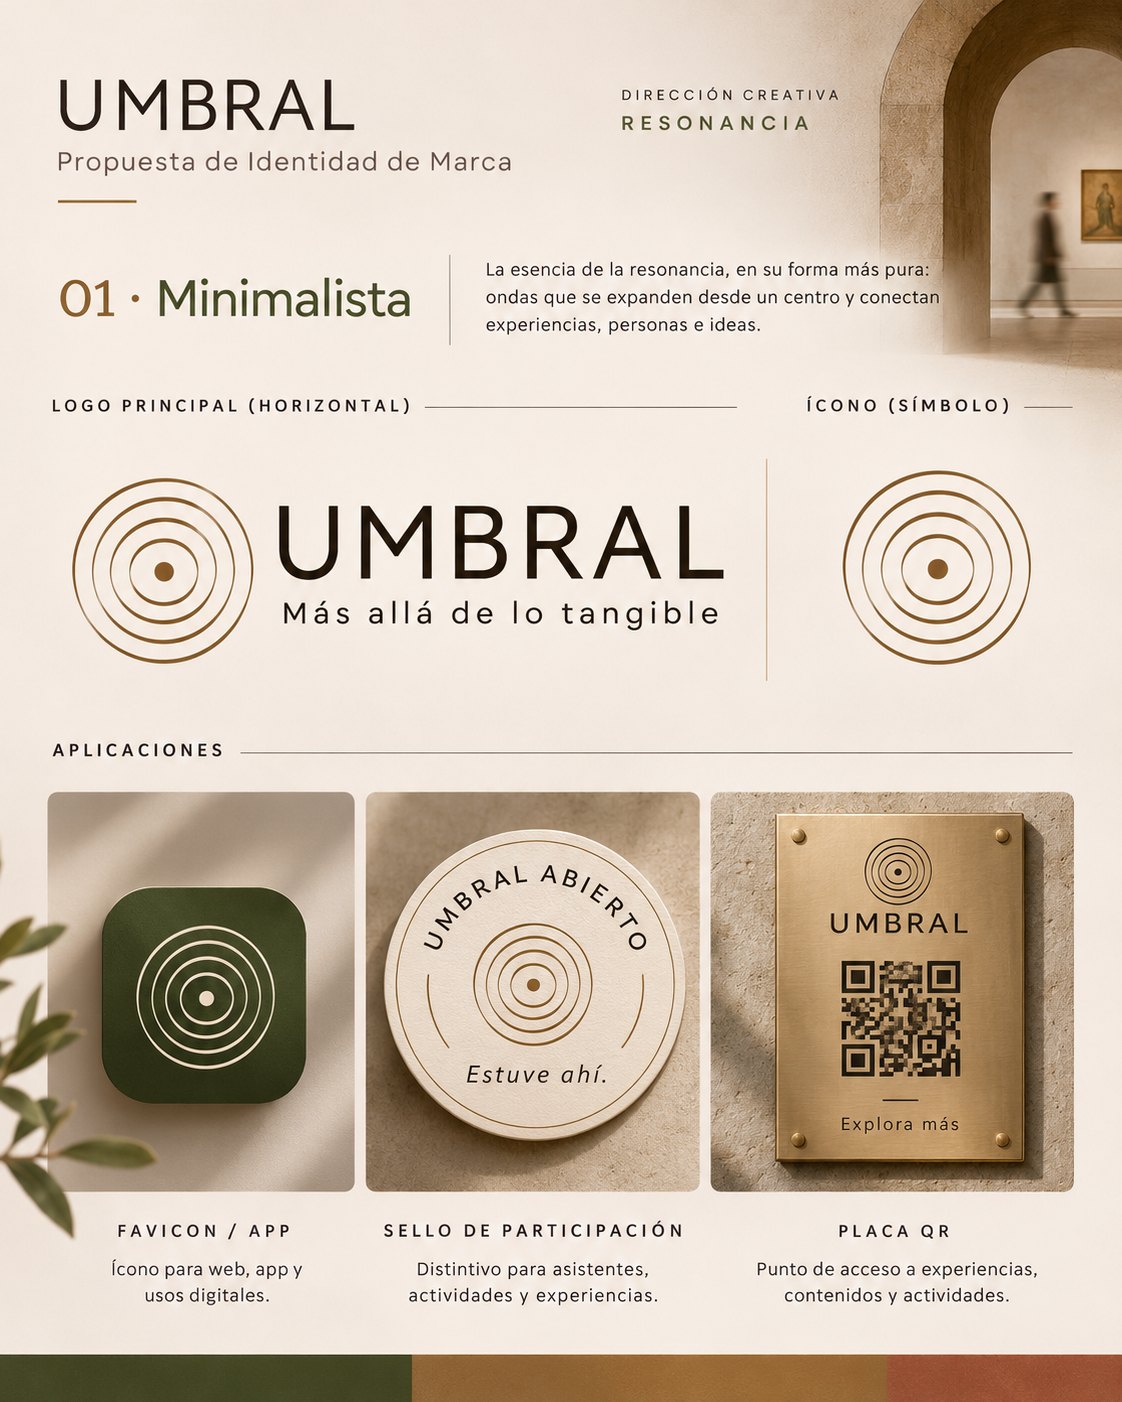 UMBRAL
Propuesta de Identidad de Marca
DIRECCIÓN CREATIVA
RESONANCIA
01 · Minimalista
La esencia de la resonancia, en su forma más pura:
ondas que se expanden desde un centro y conectan
experiencias, personas e ideas.
LOGO PRINCIPAL (HORIZONTAL)
ÍCONO (SÍMBOLO)
UMBRAL
Más allá de lo tangible
APLICACIONES
UMBRAL ABIERTO
Estuve ahí.
UMBRAL
Explora más
FAVICON / APP
Ícono para web, app y
usos digitales.
SELLO DE PARTICIPACIÓN
Distintivo para asistentes,
actividades y experiencias.
PLACA QR
Punto de acceso a experiencias,
contenidos y actividades.